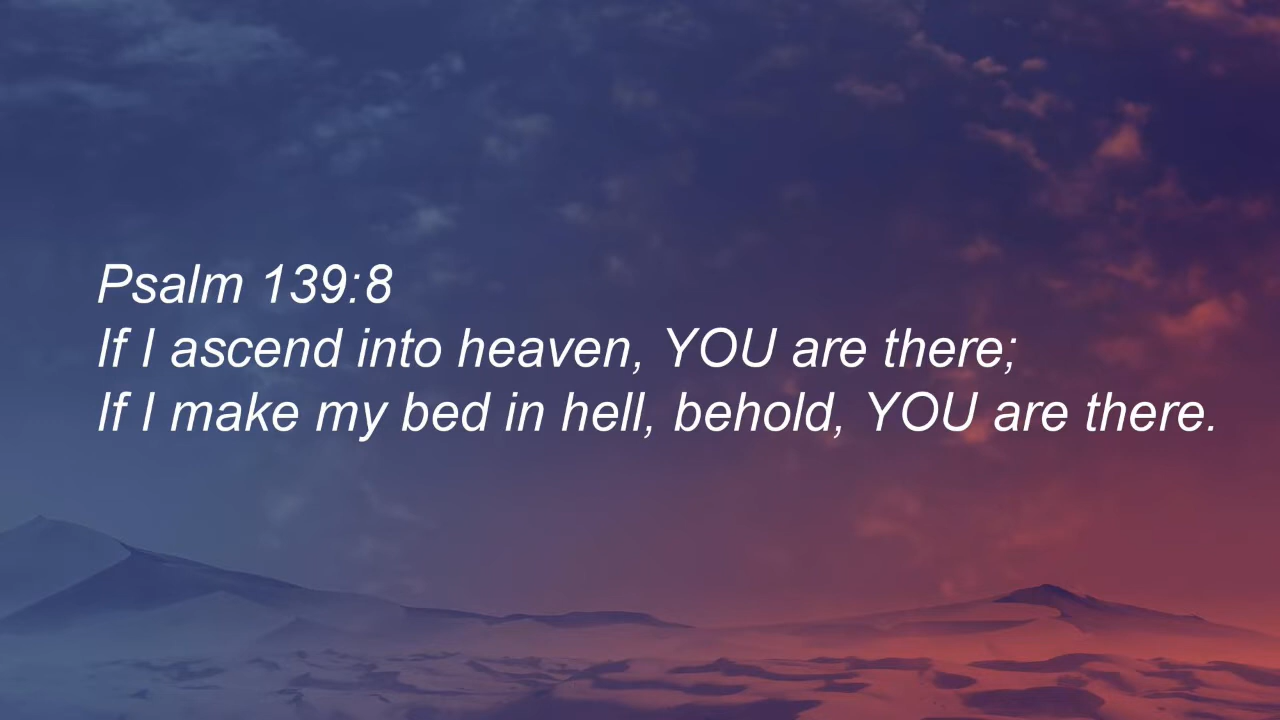 Psalm 139:8
If I ascend into heaven, YOU are there;
If I make my bed in hell, behold, YOU are there.